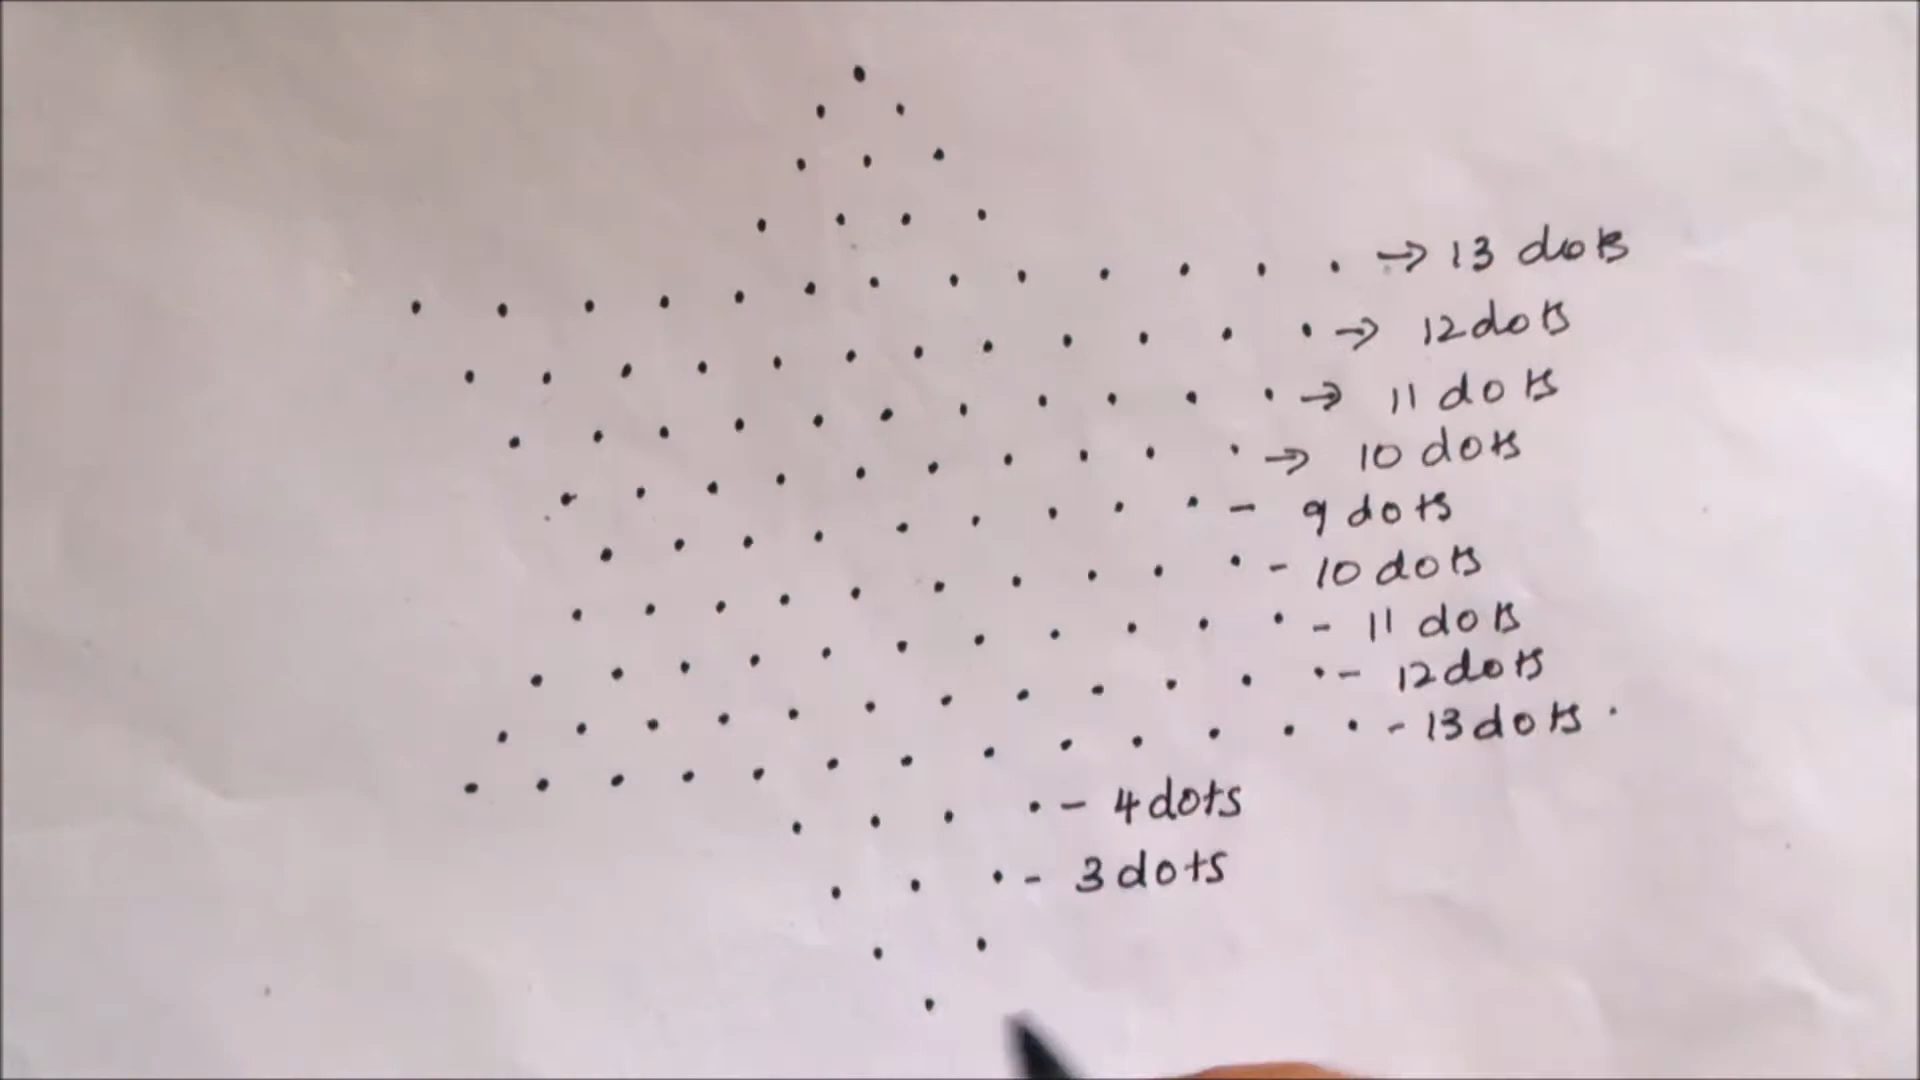 → 13 dots
→ 12 dots
→ 11 dots
→ 10 dots
- 9 dots
- 10 dots
- 11 dots
- 12 dots
- 13 dots
- 4 dots
- 3 dots